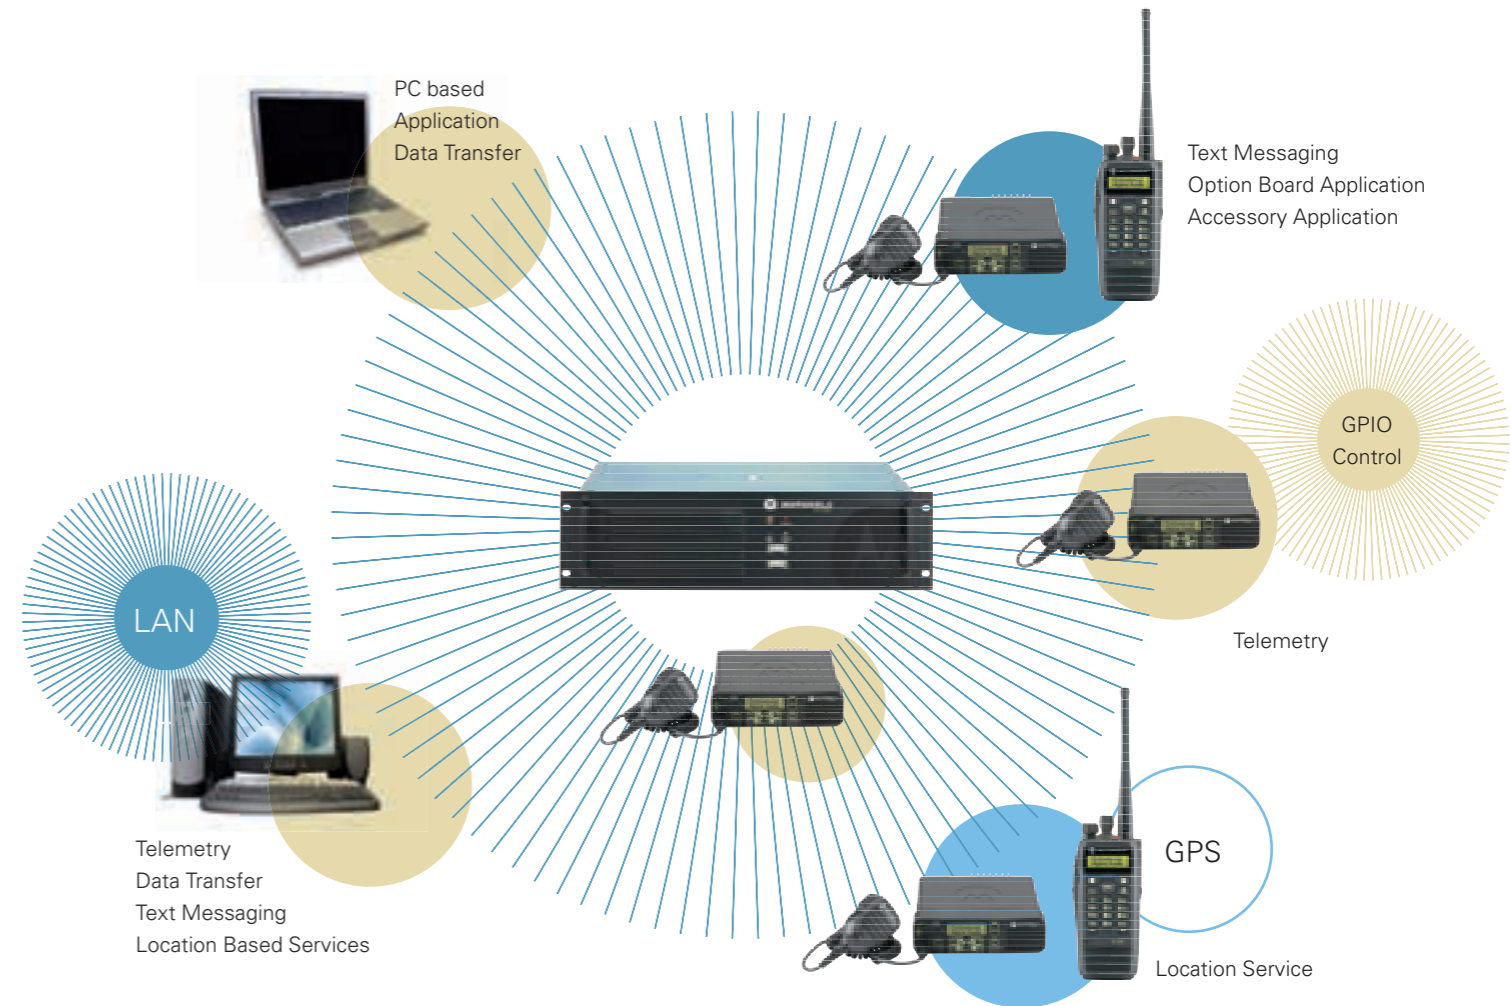 PC based
Application
Data Transfer
Text Messaging
Option Board Application
Accessory Application
GPIO
Control
MOTOROLA
LAN
Telemetry
Telemetry
Data Transfer
Text Messaging
Location Based Services
GPS
Location Service